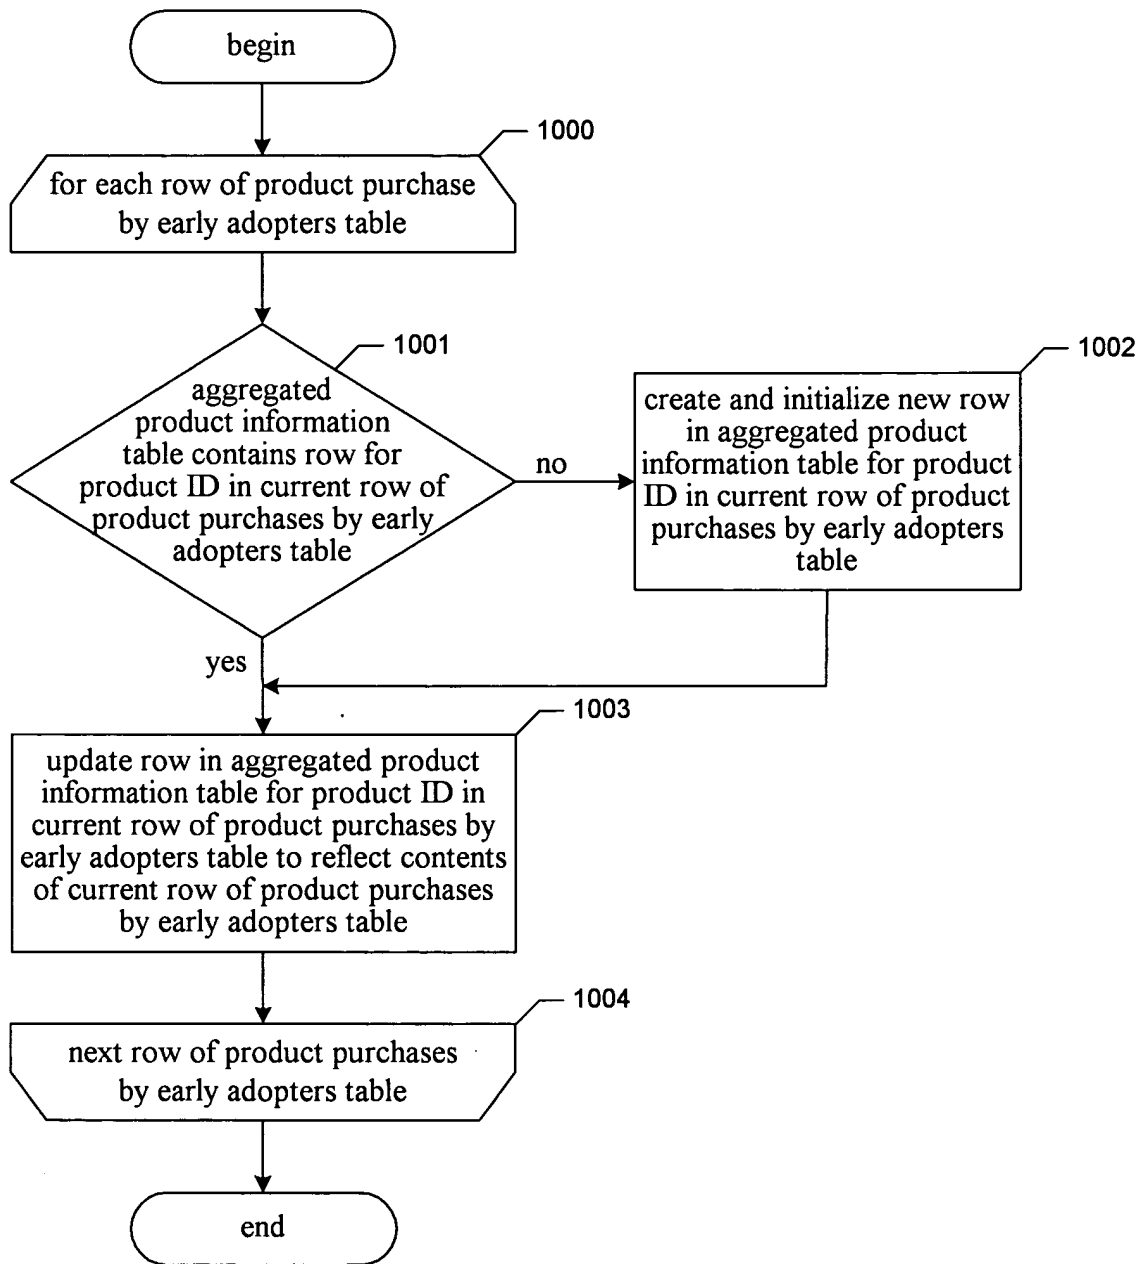 begin
1000
for each row of product purchase
by early adopters table
1001
aggregated
product information
table contains row for
product ID in current row of
product purchases by early
adopters table
no
1002
create and initialize new row
in aggregated product
information table for product
ID in current row of product
purchases by early adopters
table
yes
1003
update row in aggregated product
information table for product ID in
current row of product purchases by
early adopters table to reflect contents
of current row of product purchases
by early adopters table
1004
next row of product purchases
by early adopters table
end